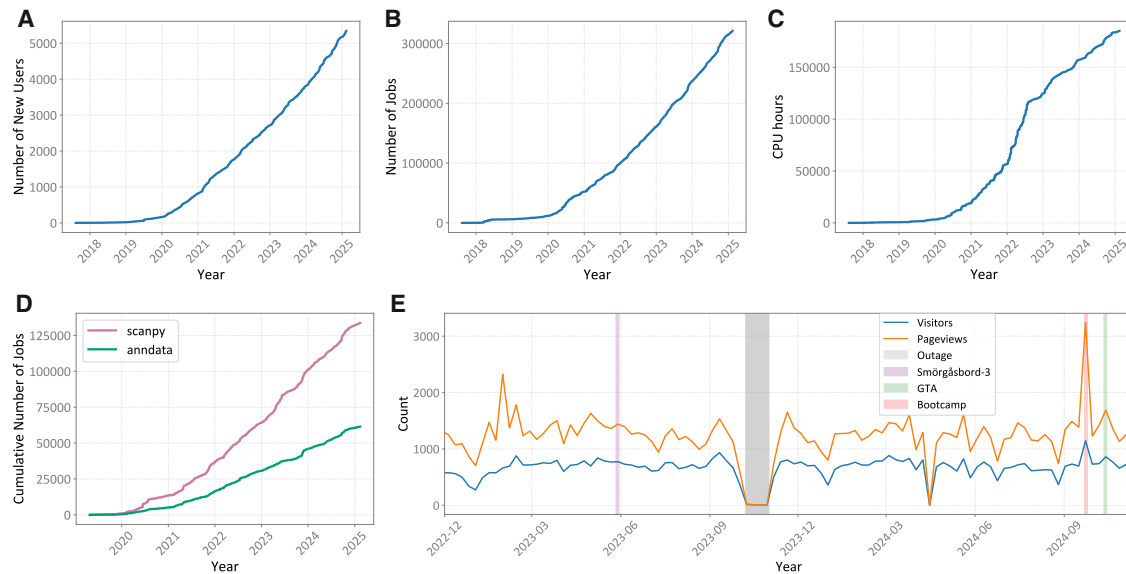 A
Number of New Users
5000
4000
3000
2000
1000
0
2018 2019 2020 2021 2022 2023 2024 2025
Year
B
Number of Jobs
300000
200000
100000
0
2018 2019 2020 2021 2022 2023 2024 2025
Year
C
CPU hours
150000
100000
50000
0
2018 2019 2020 2021 2022 2023 2024 2025
Year
D
Cumulative Number of Jobs
125000
100000
75000
50000
25000
0
scanpy
anndata
2020 2021 2022 2023 2024 2025
Year
E
Count
3000
2000
1000
0
Visitors
Pageviews
Outage
Smörgåsbord-3
GTA
Bootcamp
2022-12 2023-03 2023-06 2023-09 2023-12 2024-03 2024-06 2024-09
Year